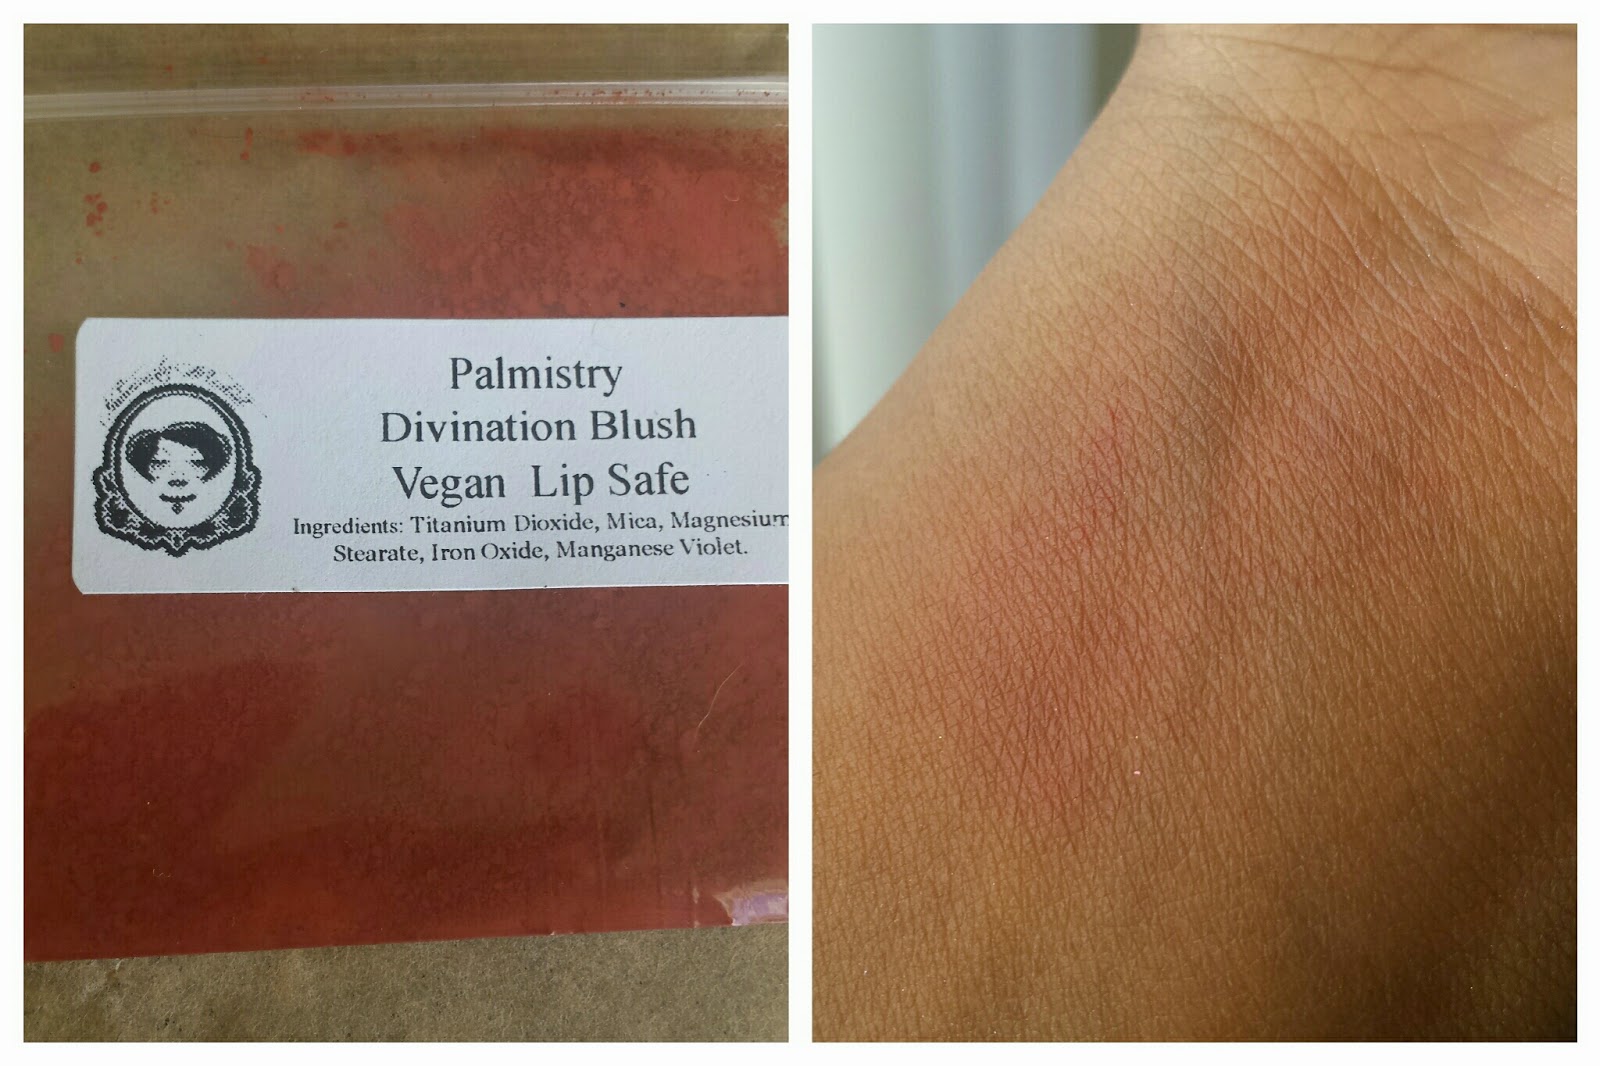 Palmistry
Divination Blush
Vegan Lip Safe
Ingredients: Titanium Dioxide, Mica, Magnesium
Stearate, Iron Oxide, Manganese Violet.